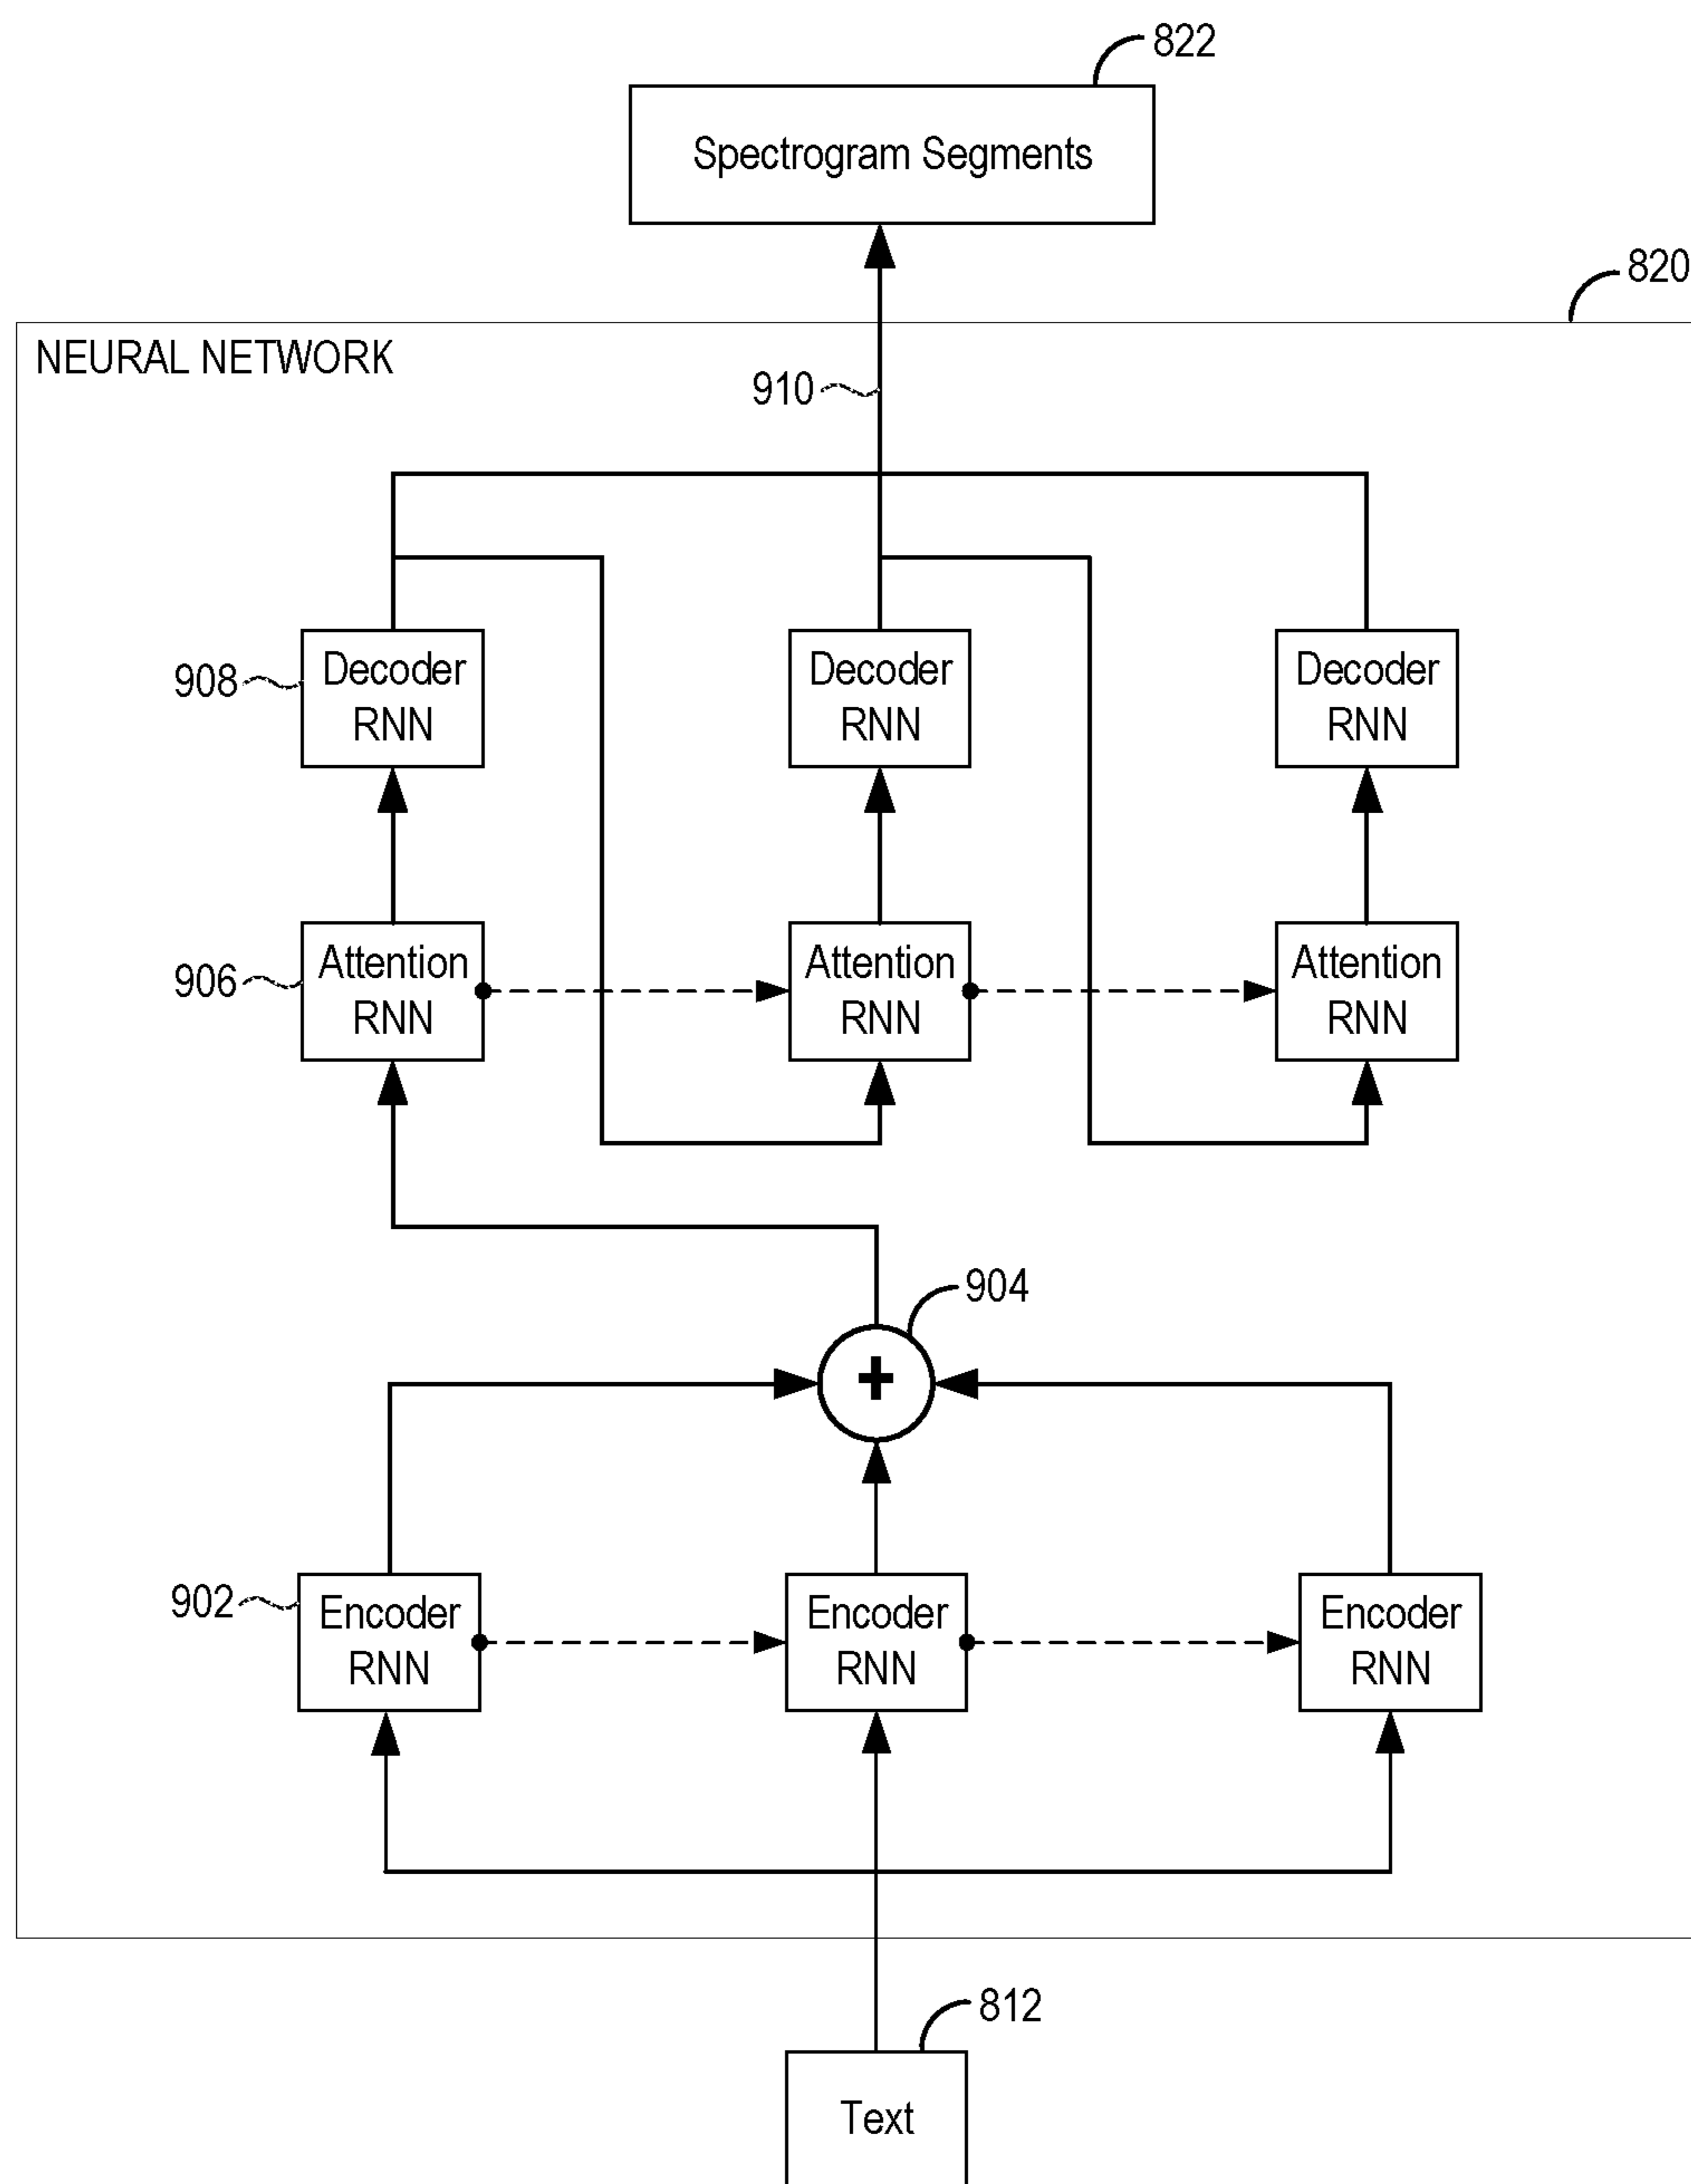 822
Spectrogram Segments
820
NEURAL NETWORK
910
908
Decoder
RNN
Decoder
RNN
Decoder
RNN
906
Attention
RNN
Attention
RNN
Attention
RNN
904
+
902
Encoder
RNN
Encoder
RNN
Encoder
RNN
812
Text